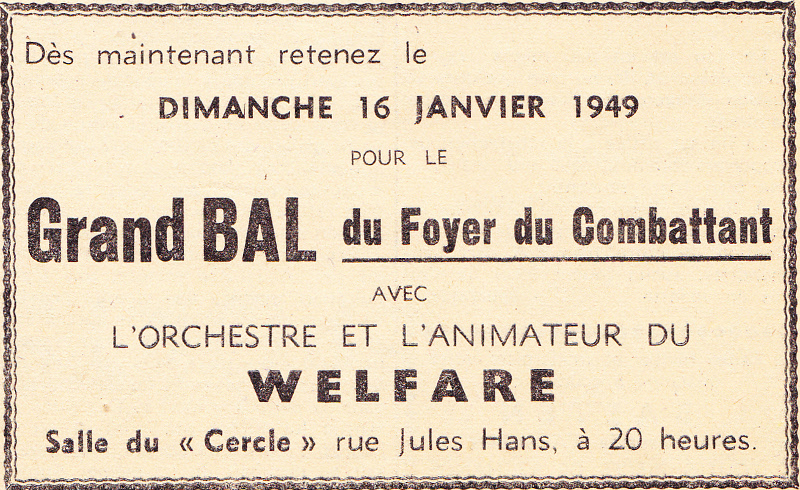 Dès maintenant retenez le
DIMANCHE 16 JANVIER 1949
POUR LE
Grand BAL du Foyer du Combattant
AVEC
L'ORCHESTRE ET L'ANIMATEUR DU
WELFARE
Salle du « Cercle » rue Jules Hans, à 20 heures.